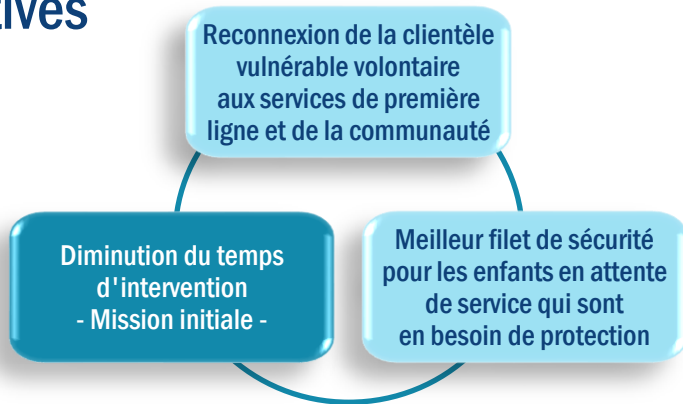 Reconnexion de la clientèle
vulnérable volontaire
aux services de première
ligne et de la communauté
Diminution du temps
d'intervention
- Mission initiale -
Meilleur filet de sécurité
pour les enfants en attente
de service qui sont
en besoin de protection